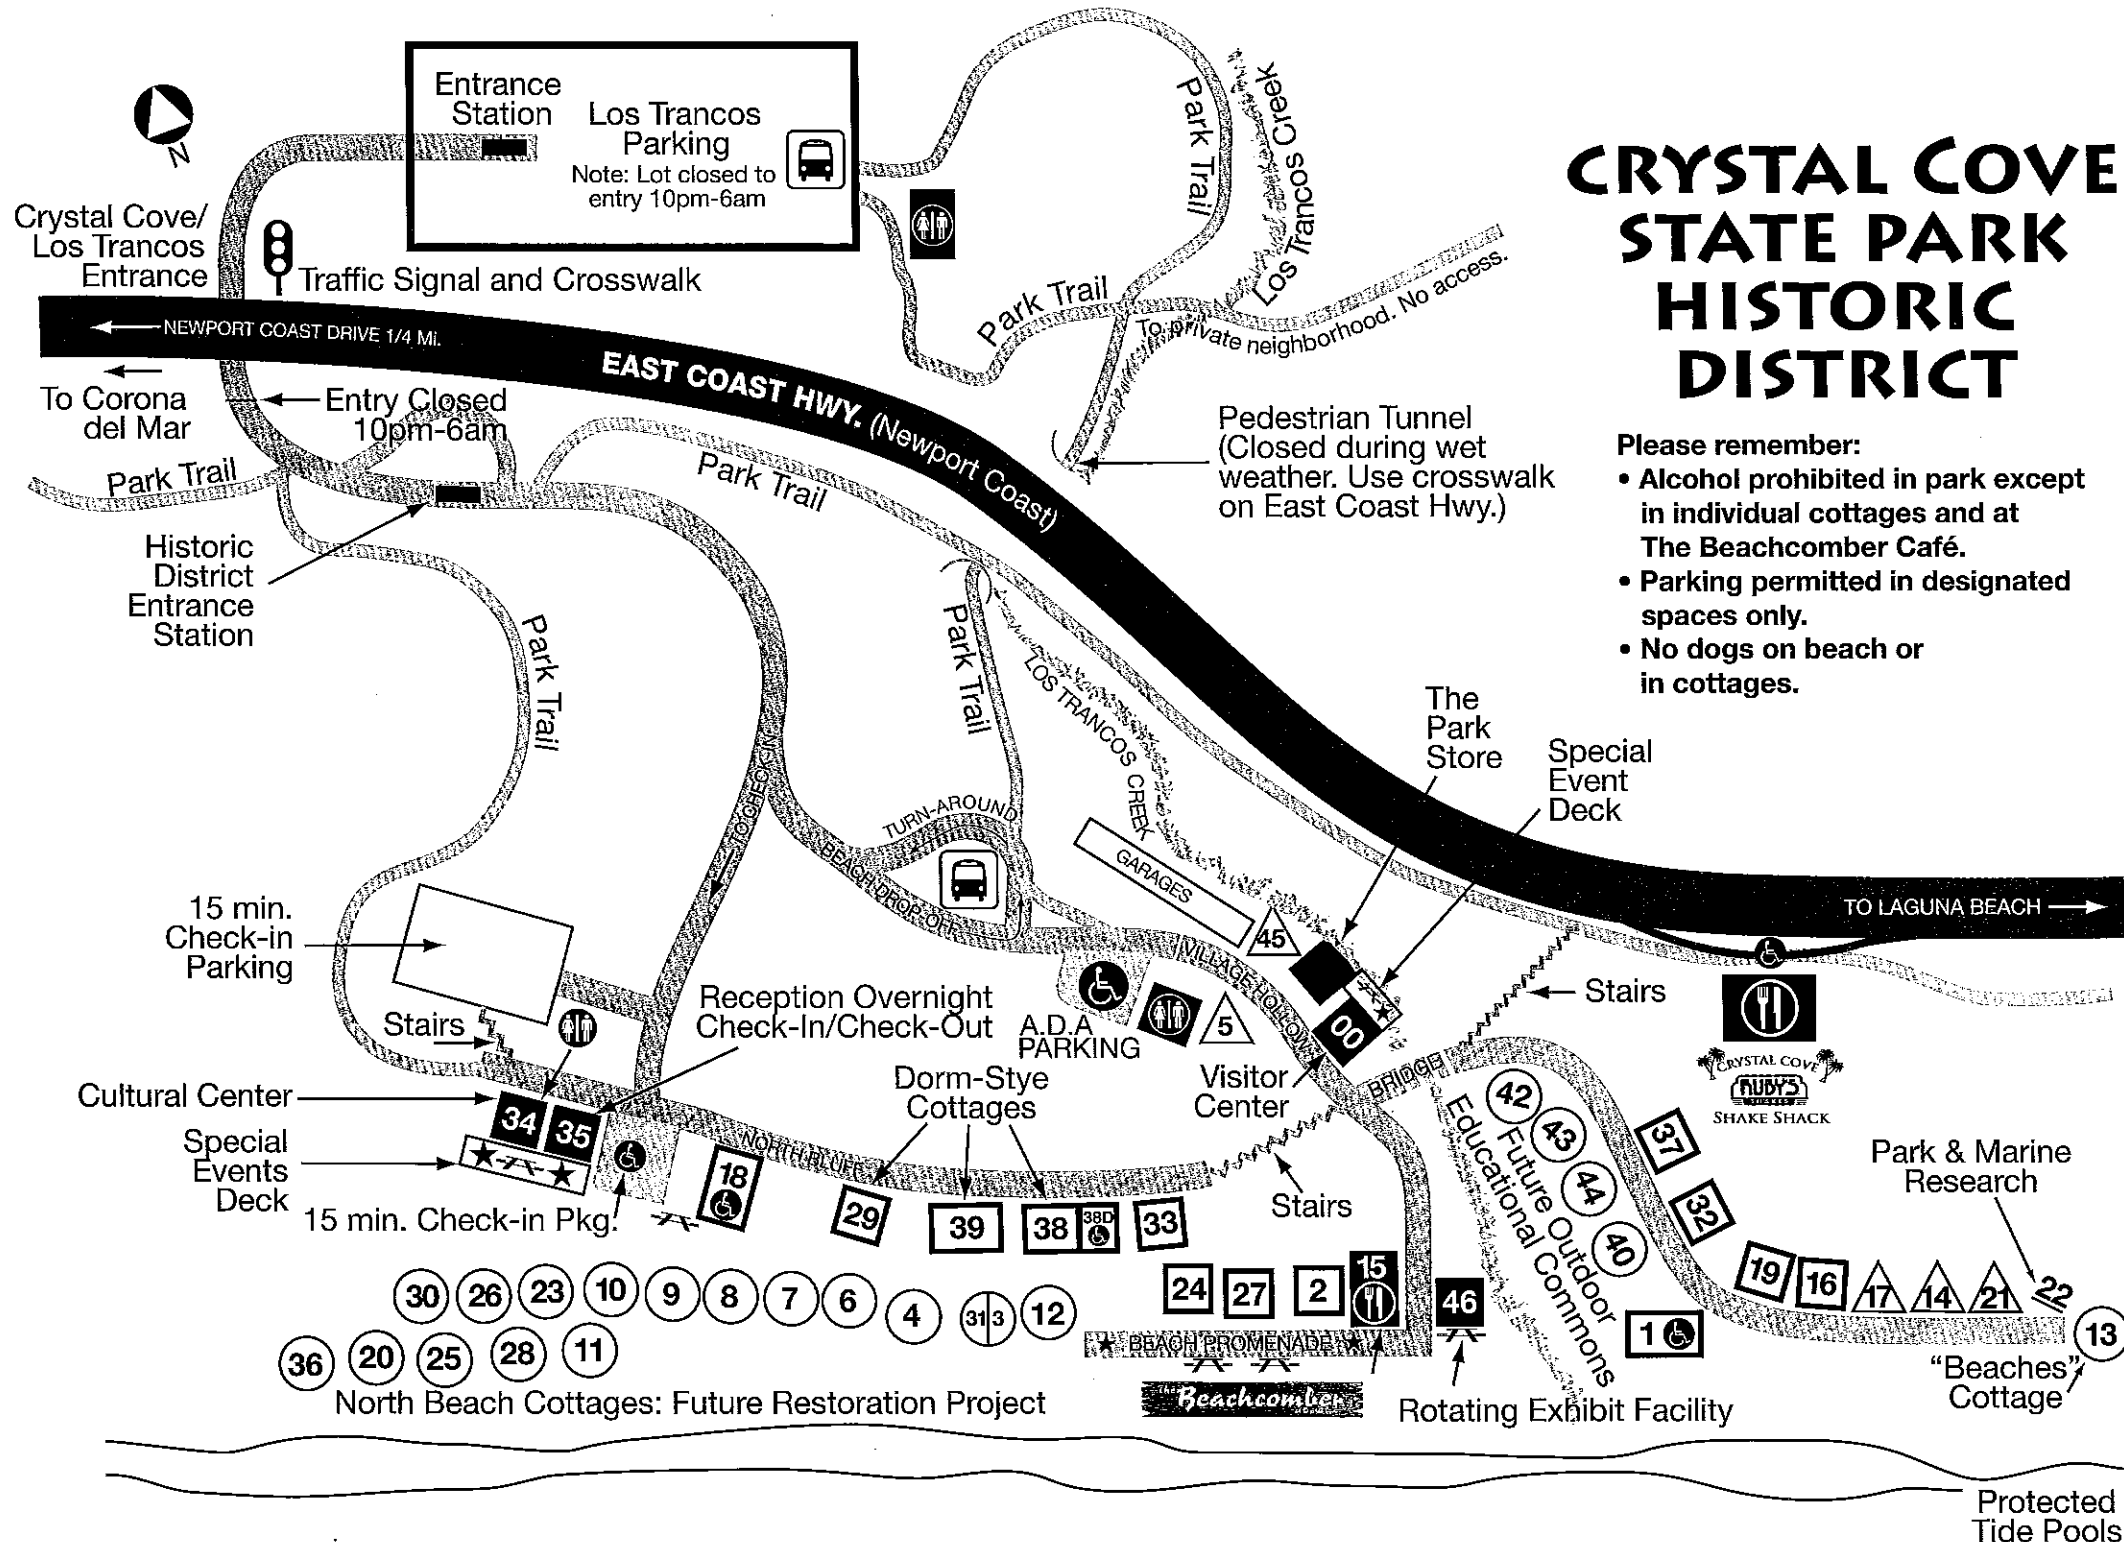 CRYSTAL COVE
STATE PARK
HISTORIC
DISTRICT
Please remember:
• Alcohol prohibited in park except
in individual cottages and at
The Beachcomber Café.
• Parking permitted in designated
spaces only.
• No dogs on beach or
in cottages.
N
Entrance
Station
Los Trancos
Parking
Note: Lot closed to
entry 10pm-6am
Park Trail
Los Trancos Creek
Crystal Cove/
Los Trancos
Entrance
Traffic Signal and Crosswalk
Park Trail
To private neighborhood. No access.
NEWPORT COAST DRIVE 1/4 Mi.
EAST COAST HWY. (Newport Coast)
To Corona
del Mar
Entry Closed
10pm-6am
Pedestrian Tunnel
(Closed during wet
weather. Use crosswalk
on East Coast Hwy.)
Park Trail
Park Trail
Historic
District
Entrance
Station
Park Trail
Park Trail
LOS TRANCOS CREEK
The
Park
Store
Special
Event
Deck
TO CHECK-IN
TURN-AROUND
BEACH DROP-OFF
GARAGES
45
TO LAGUNA BEACH
15 min.
Check-in
Parking
VILLAGE HOLLOW
Stairs
Reception Overnight
Check-In/Check-Out
A.D.A
PARKING
5
00
Stairs
CRYSTAL COVE
RUBY'S
SHAKE
SHAKE SHACK
Cultural Center
34
35
Dorm-Stye
Cottages
Visitor
Center
BRIDGE
42
43
44
40
Future Outdoor
Educational Commons
37
32
Special
Events
Deck
NORTH BLUFF
18
15 min. Check-in Pkg.
29
39
38
38D
33
Stairs
Park & Marine
Research
19
16
17
14
21
22
13
"Beaches"
Cottage
30
26
23
10
9
8
7
6
4
31
3
12
24
27
2
15
46
1
36
20
25
28
11
BEACH PROMENADE
North Beach Cottages: Future Restoration Project
the Beachcomber
Rotating Exhibit Facility
Protected
Tide Pools